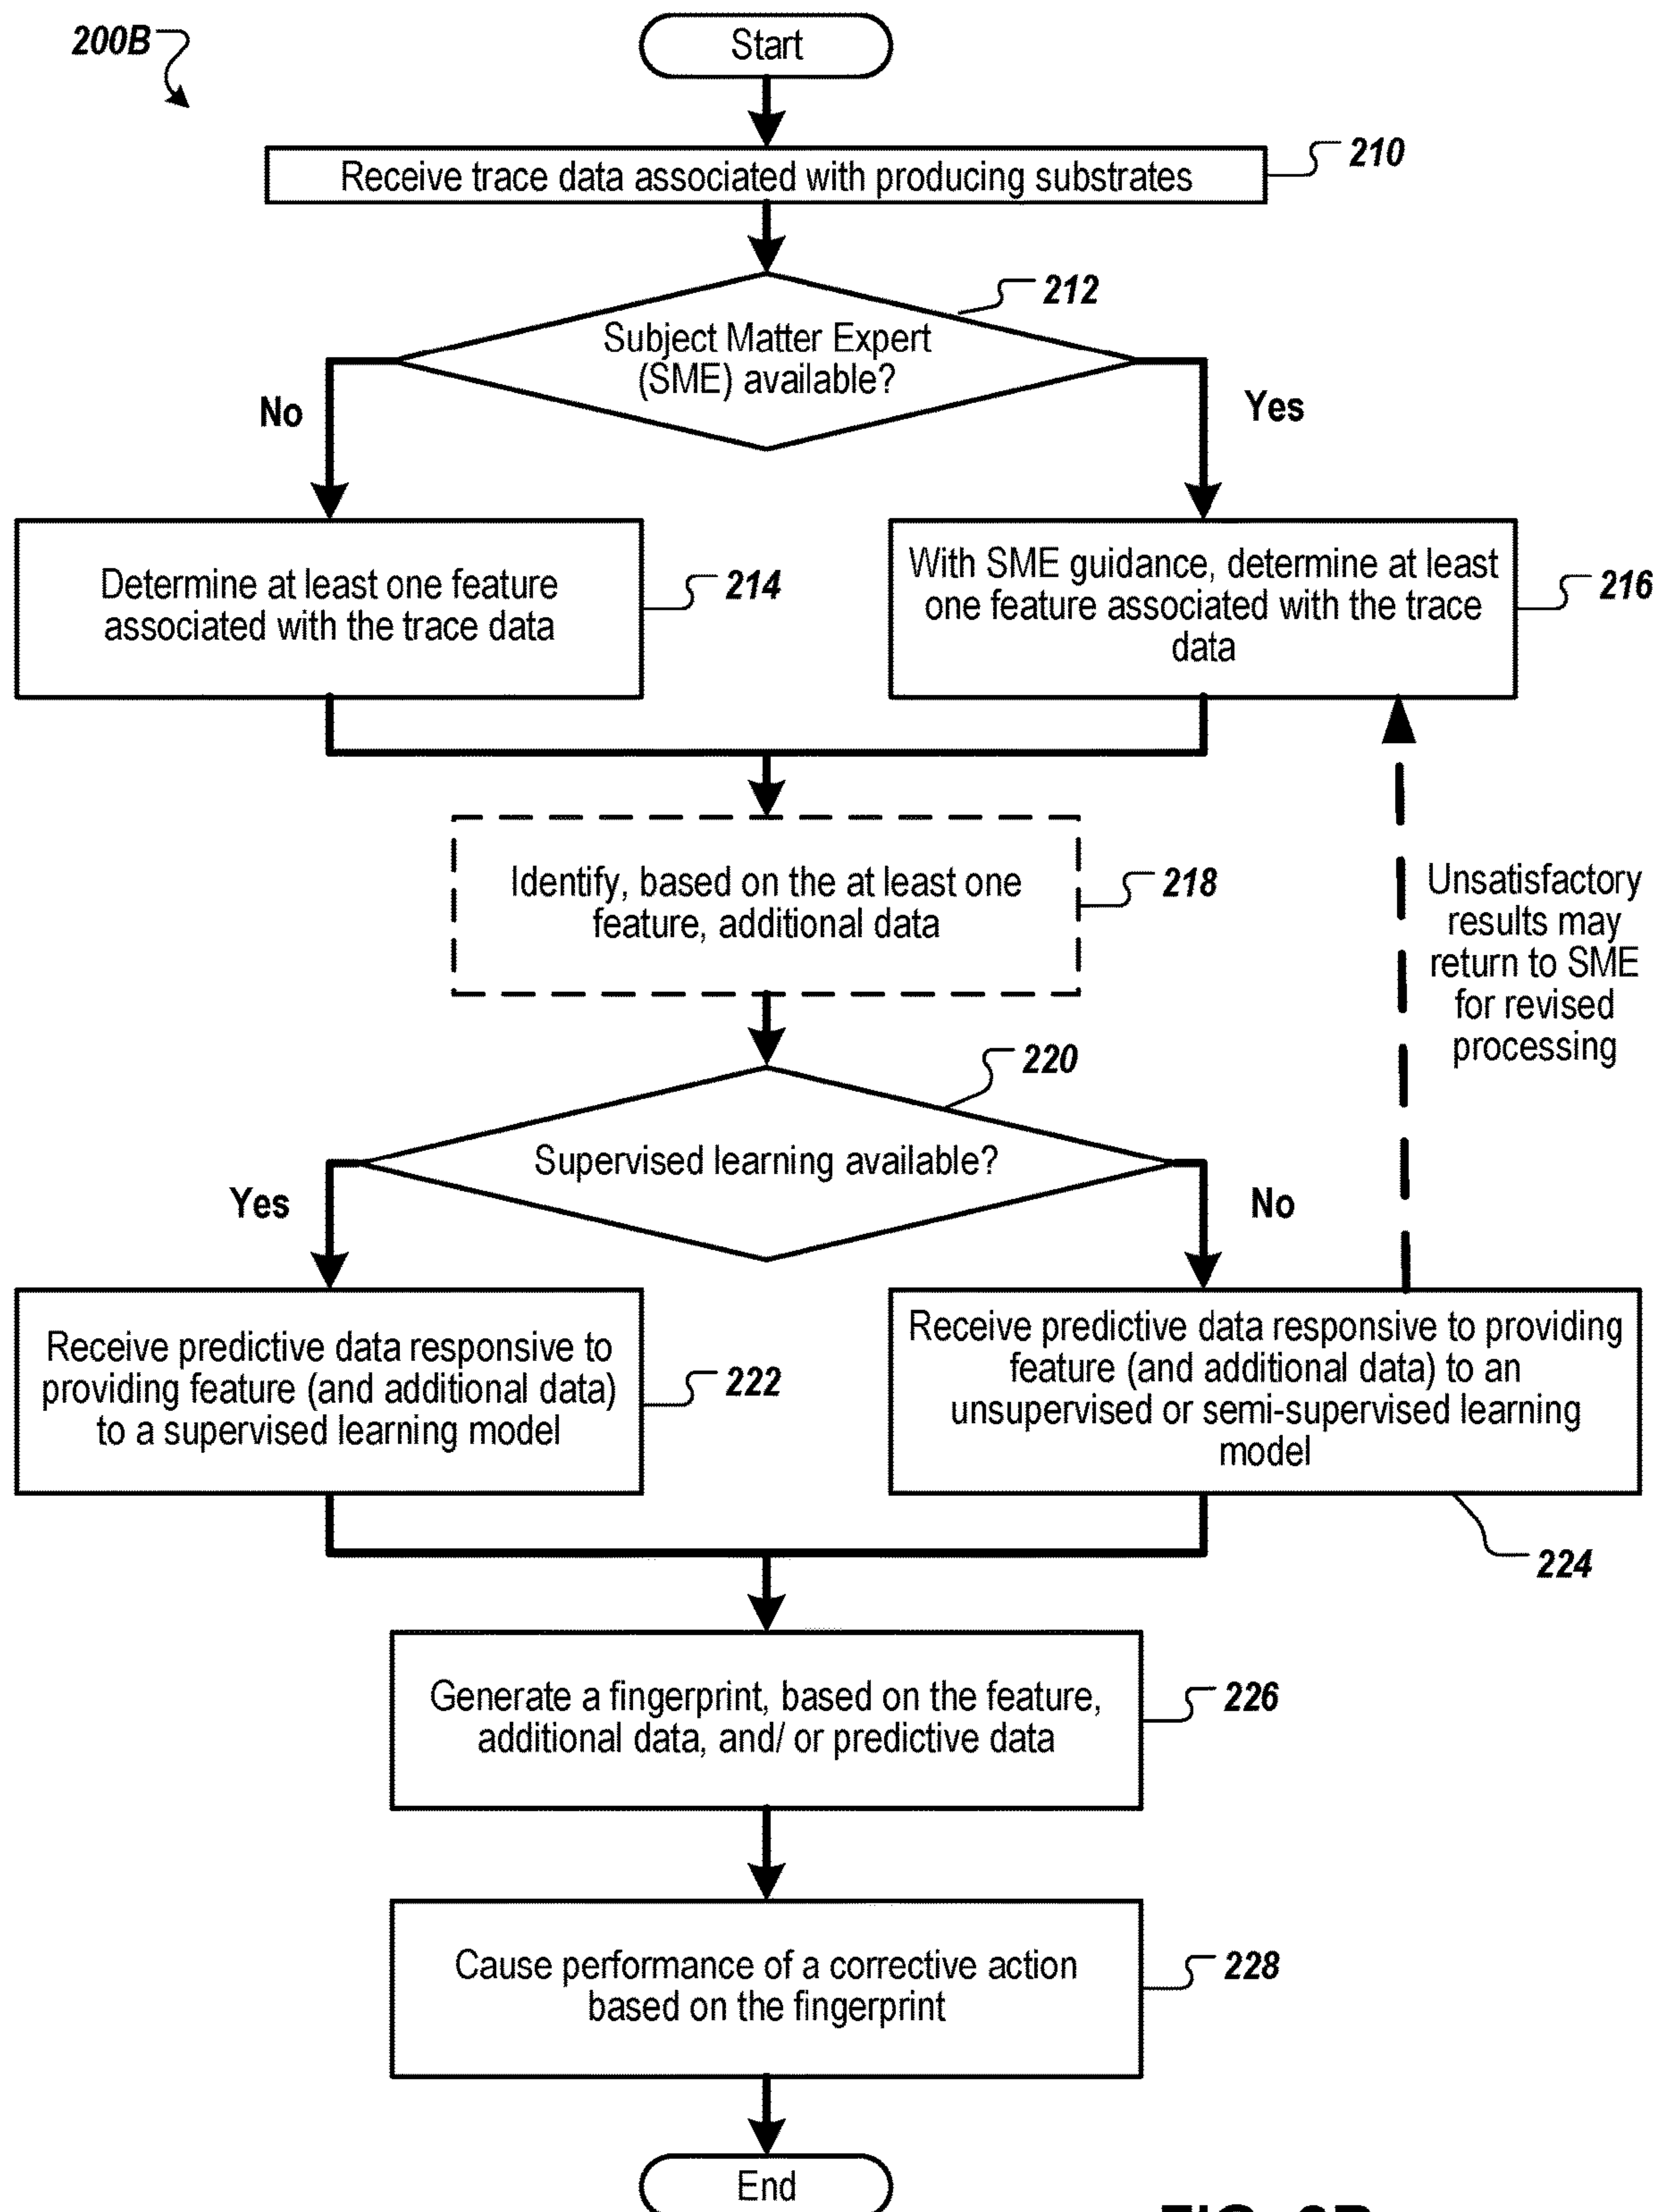 200B
Start
Receive trace data associated with producing substrates
210
212
Subject Matter Expert
(SME) available?
No
Yes
Determine at least one feature
associated with the trace data
214
With SME guidance, determine at least
one feature associated with the trace
data
216
Identify, based on the at least one
feature, additional data
218
Unsatisfactory
results may
return to SME
for revised
processing
220
Supervised learning available?
Yes
No
Receive predictive data responsive to
providing feature (and additional data)
to a supervised learning model
222
Receive predictive data responsive to providing
feature (and additional data) to an
unsupervised or semi-supervised learning
model
224
Generate a fingerprint, based on the feature,
additional data, and/ or predictive data
226
Cause performance of a corrective action
based on the fingerprint
228
End